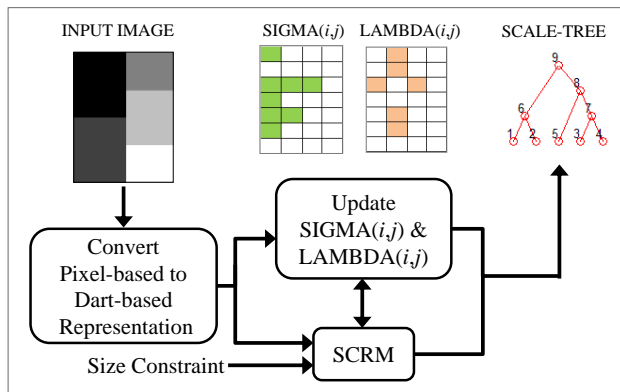 INPUT IMAGE
SIGMA(i,j)
LAMBDA(i,j)
SCALE-TREE
9
8
6
7
1
2
5
3
4
Convert
Pixel-based to
Dart-based
Representation
Update
SIGMA(i,j) &
LAMBDA(i,j)
Size Constraint
SCRM